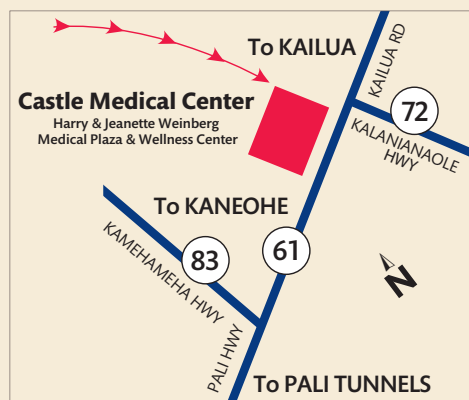 To KAILUA
KAILUA RD
Castle Medical Center
Harry & Jeanette Weinberg
Medical Plaza & Wellness Center
72
KALANIANAOLE
HWY
To KANEOHE
KAMEHAMEHA HWY
83
61
N
PALI HWY
To PALI TUNNELS